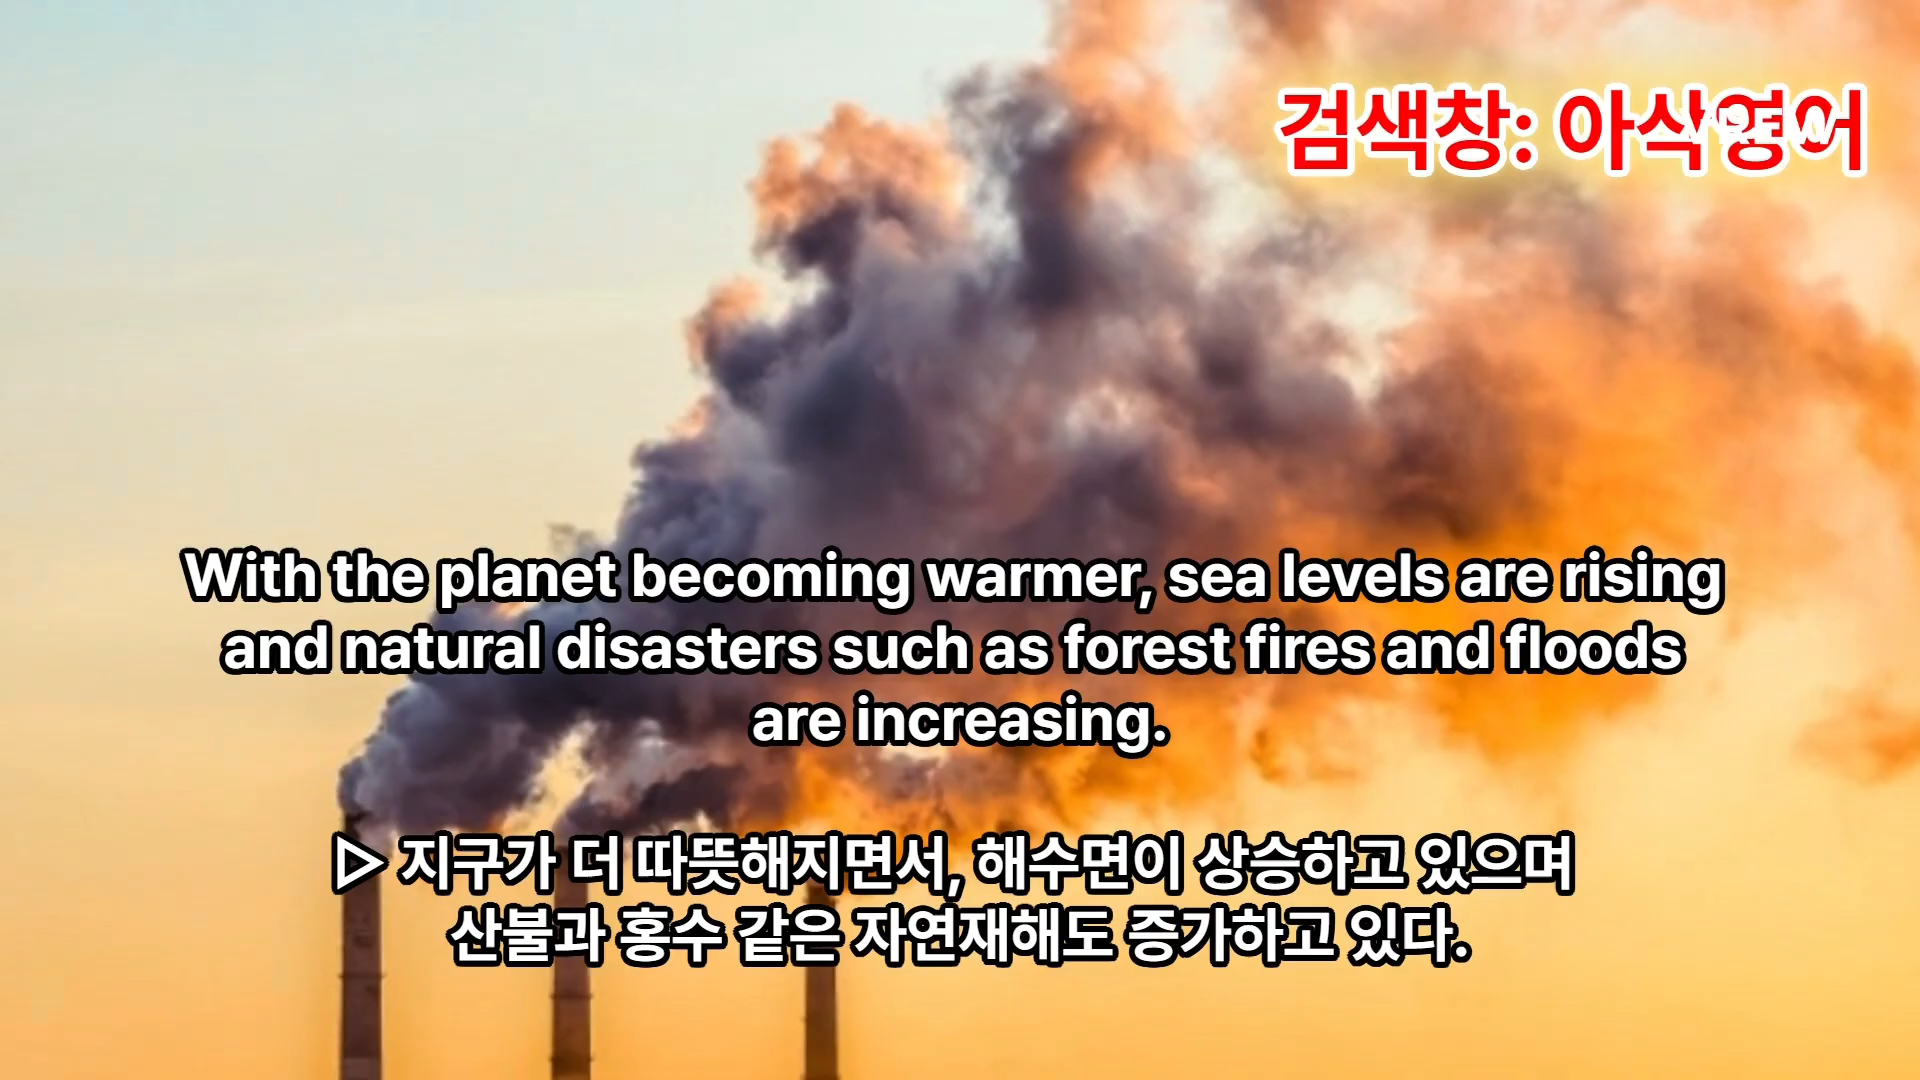 검색창: 아삭영어
VREW
With the planet becoming warmer, sea levels are rising
and natural disasters such as forest fires and floods
are increasing.
▷ 지구가 더 따뜻해지면서, 해수면이 상승하고 있으며
산불과 홍수 같은 자연재해도 증가하고 있다.